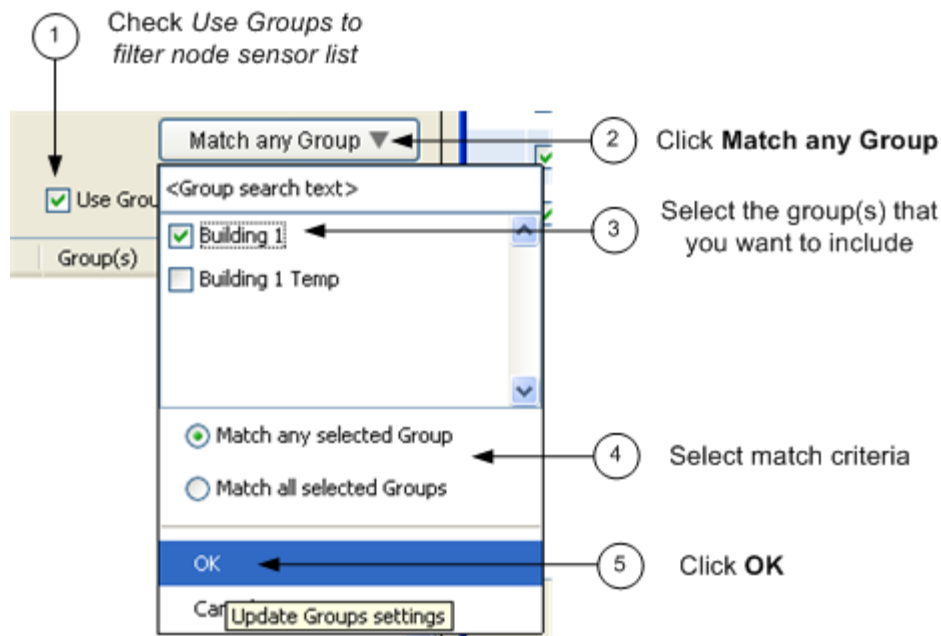 1
Check Use Groups to
filter node sensor list
Match any Group
2
Click Match any Group
Use Grou
<Group search text>
3
Select the group(s) that
you want to include
Building 1
Group(s)
Building 1 Temp
Match any selected Group
4
Select match criteria
Match all selected Groups
OK
5
Click OK
Update Groups settings